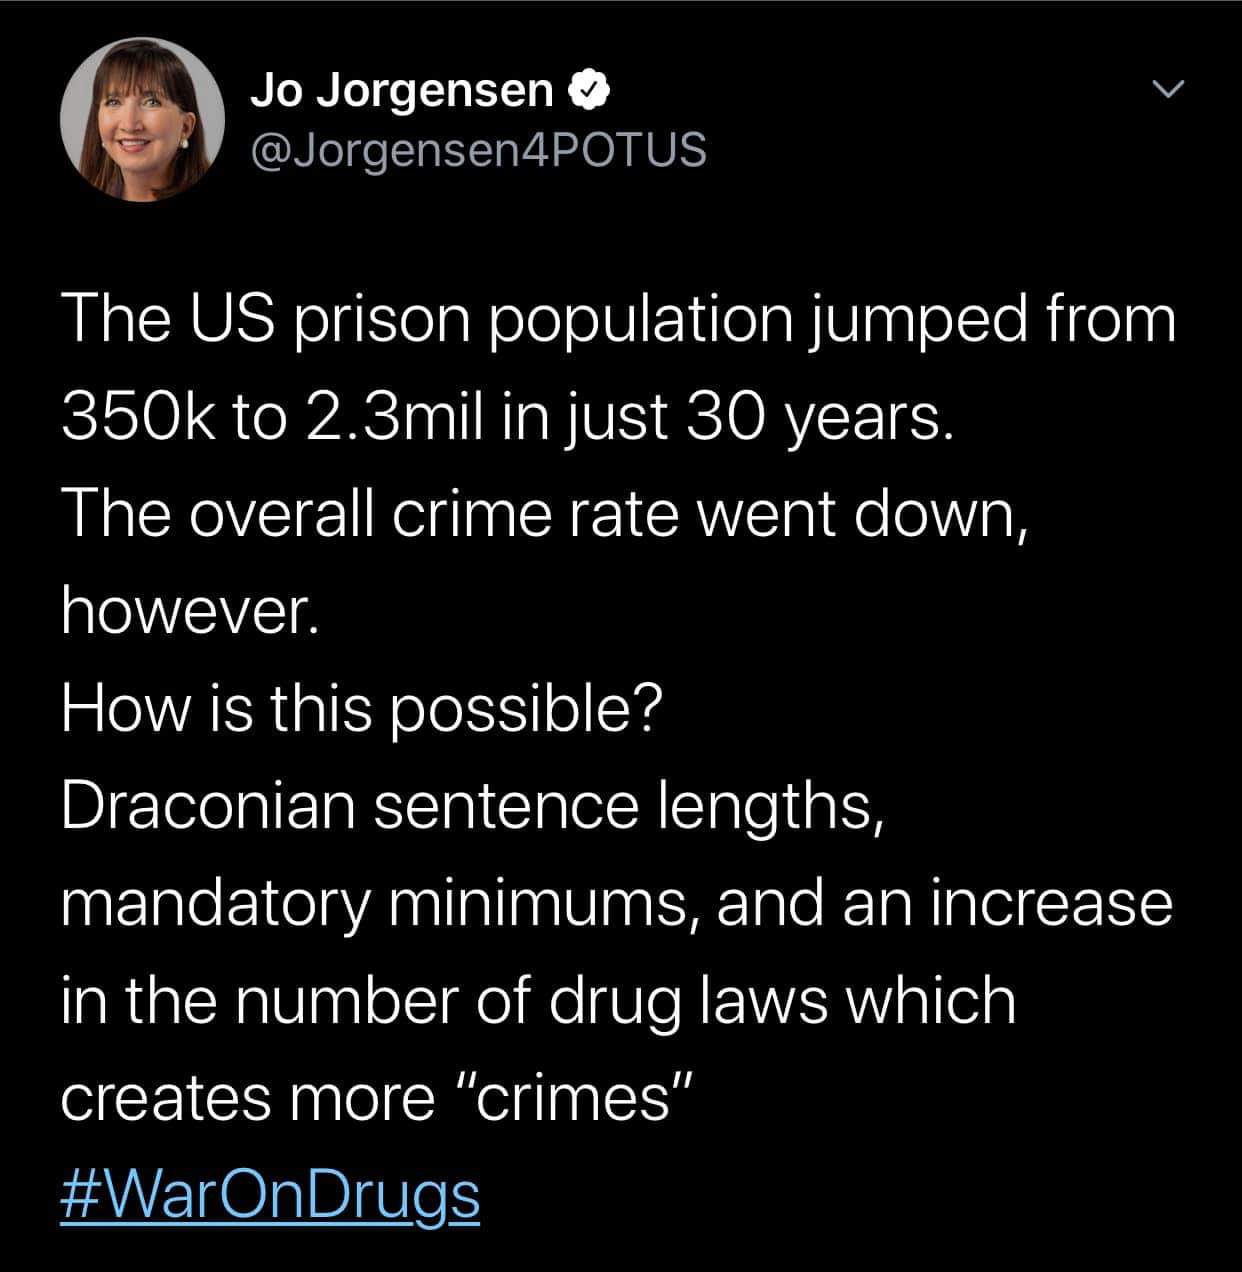 Jo Jorgensen
@Jorgensen4POTUS
The US prison population jumped from
350k to 2.3mil in just 30 years.
The overall crime rate went down,
however.
How is this possible?
Draconian sentence lengths,
mandatory minimums, and an increase
in the number of drug laws which
creates more “crimes”
#WarOnDrugs